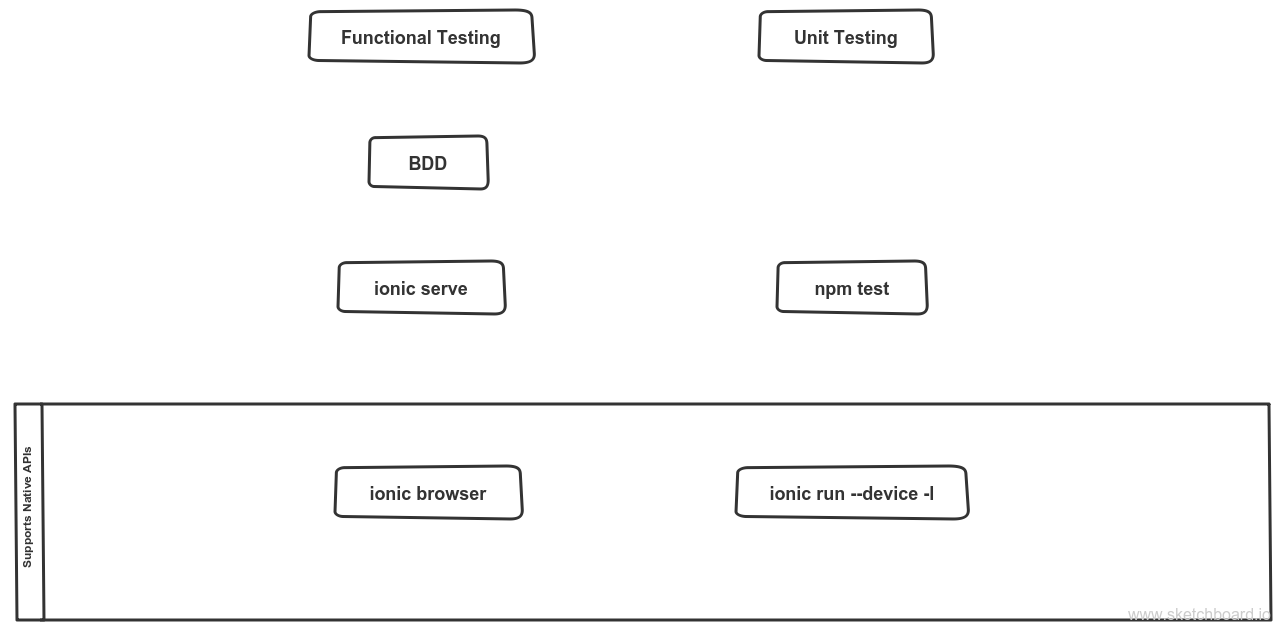 Functional Testing
Unit Testing
BDD
ionic serve
npm test
Supports Native APIs
ionic browser
ionic run --device -l
www.sketchboard.io